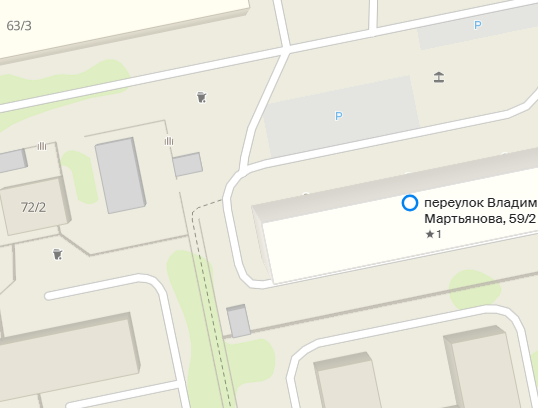 63/3
P
P
переулок Владим
Мартьянова, 59/2
★1
72/2